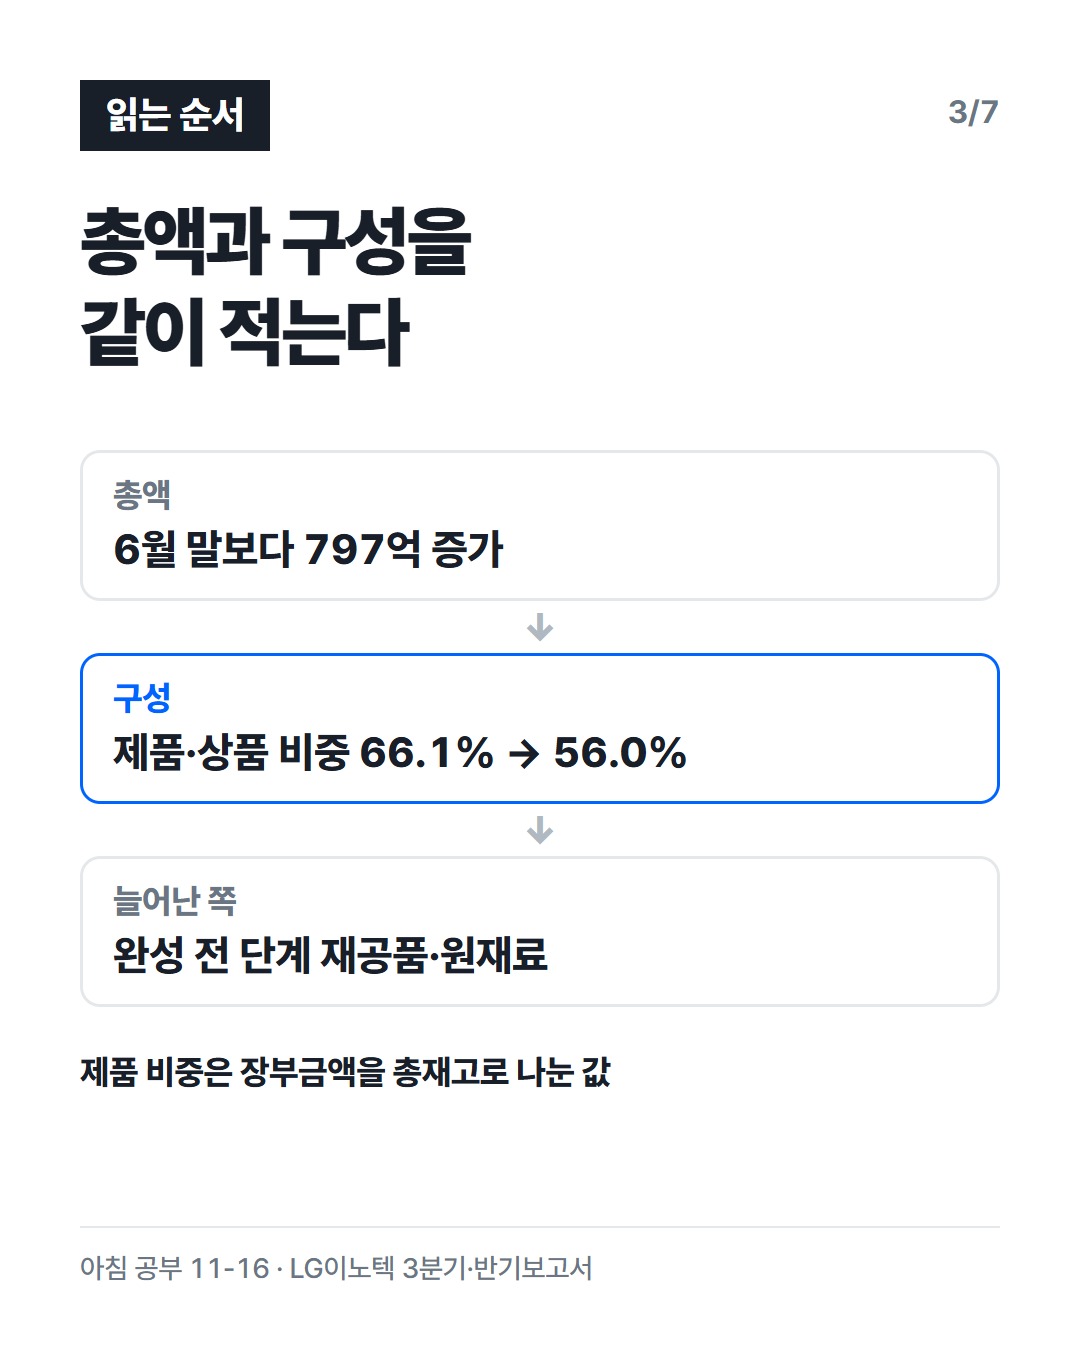 읽는 순서
3/7
총액과 구성을
같이 적는다
총액
6월 말보다 797억 증가
↓
구성
제품·상품 비중 66.1% → 56.0%
↓
늘어난 쪽
완성 전 단계 재공품·원재료
제품 비중은 장부금액을 총재고로 나눈 값
아침 공부 11-16 · LG이노텍 3분기·반기보고서